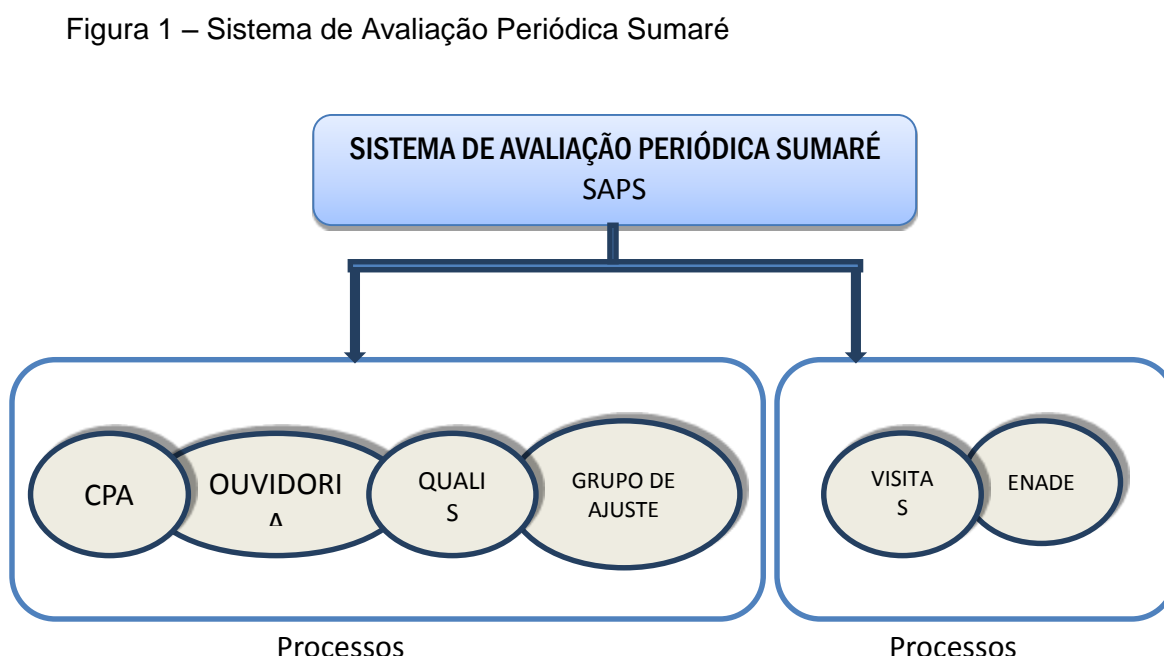 Figura 1 – Sistema de Avaliação Periódica Sumaré
SISTEMA DE AVALIAÇÃO PERIÓDICA SUMARÉ
SAPS
CPA
OUVIDORI
A
QUALI
S
GRUPO DE
AJUSTE
VISITA
S
ENADE
Processos
Processos